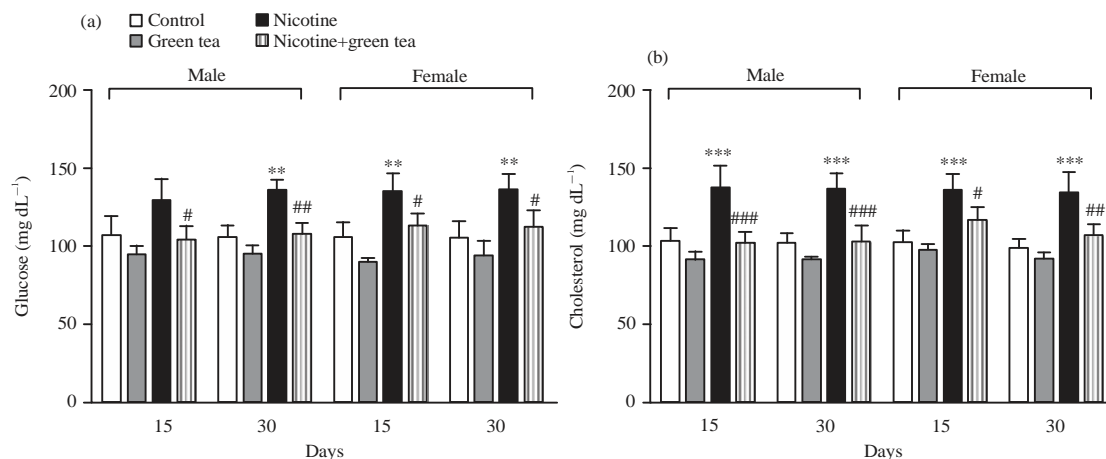 (a)
Control
Nicotine
Green tea
Nicotine+green tea
Male
Female
200
150
100
50
0
Glucose (mg dL−1)
#
**
##
**
#
**
#
15
30
15
30
Days
(b)
Male
Female
200
150
100
50
0
Cholesterol (mg dL−1)
***
###
***
###
***
#
***
##
15
30
15
30
Days